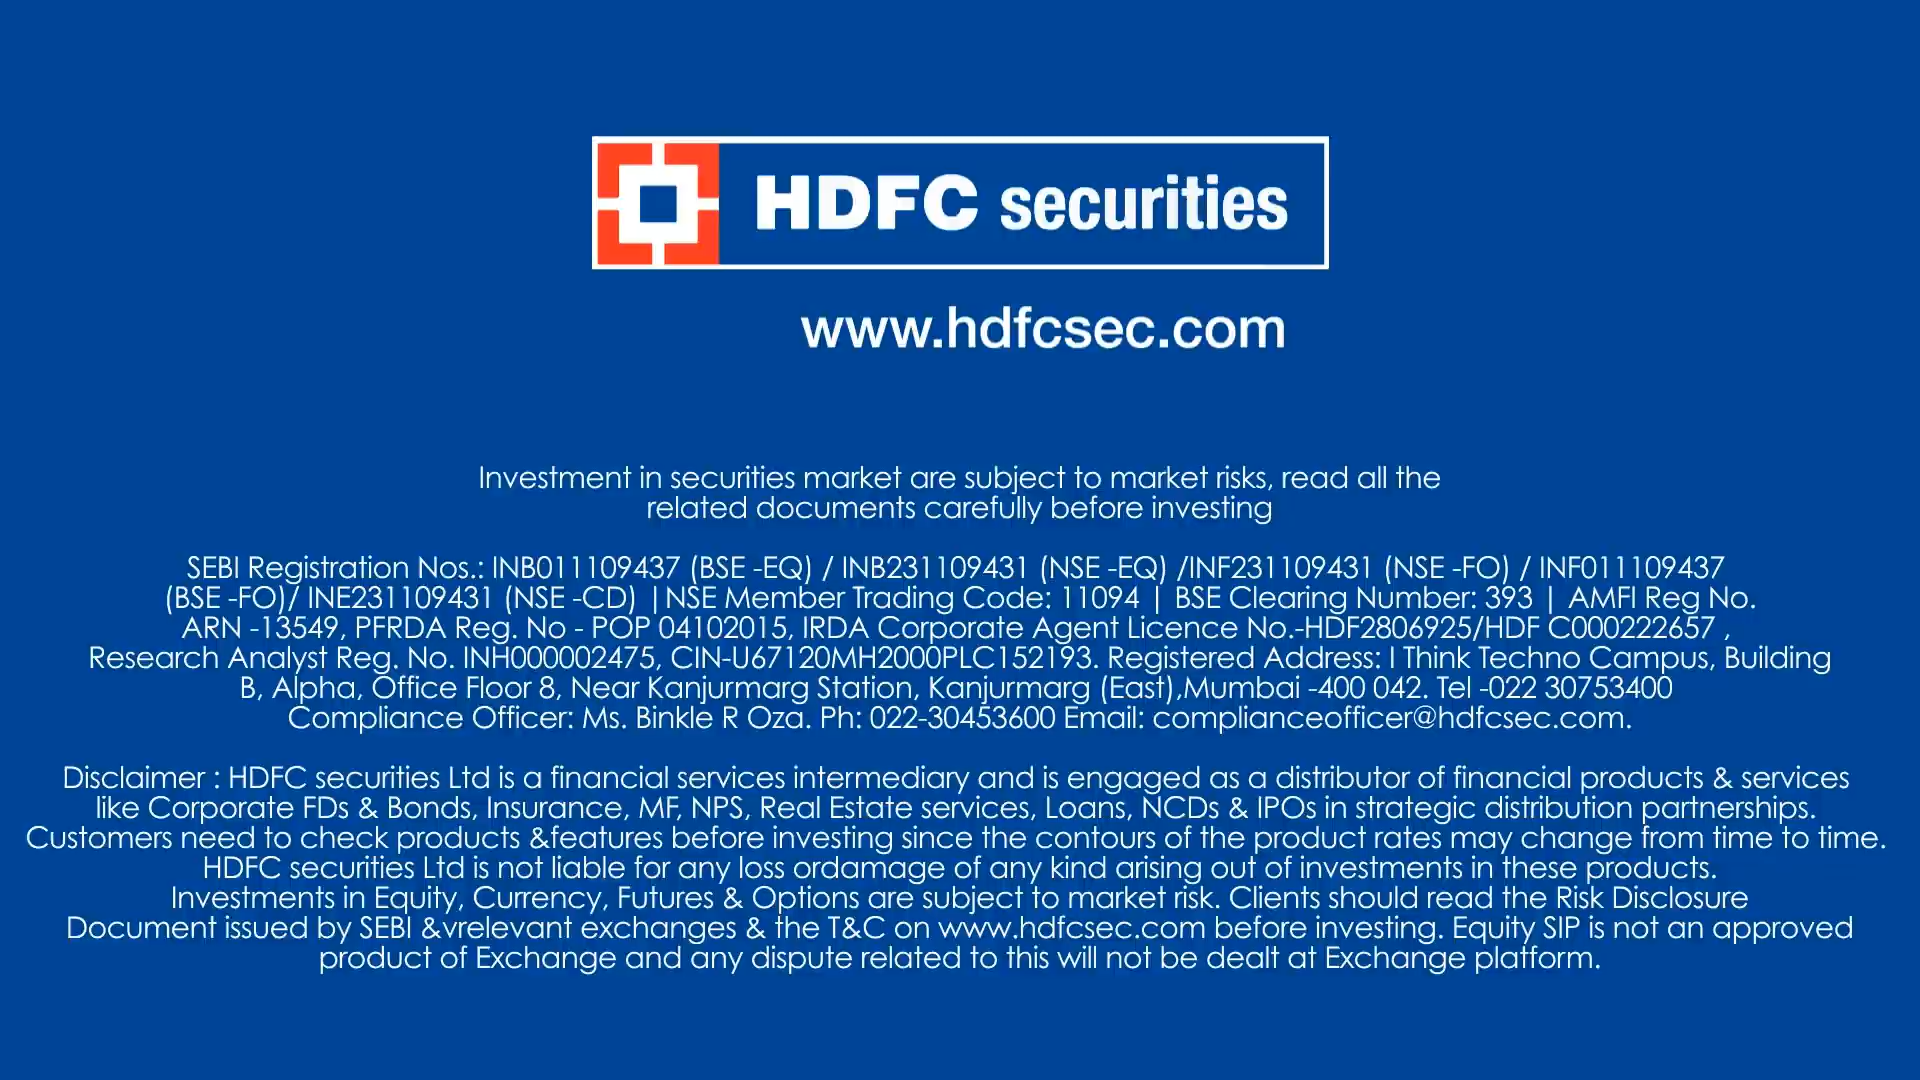 HDFC securities
www.hdfcsec.com
Investment in securities market are subject to market risks, read all the
related documents carefully before investing
SEBI Registration Nos.: INB011109437 (BSE -EQ) / INB231109431 (NSE -EQ) /INF231109431 (NSE -FO) / INF011109437
(BSE -FO)/ INE231109431 (NSE -CD) |NSE Member Trading Code: 11094 | BSE Clearing Number: 393 | AMFI Reg No.
ARN -13549, PFRDA Reg. No - POP 04102015, IRDA Corporate Agent Licence No.-HDF2806925/HDF C000222657 ,
Research Analyst Reg. No. INH000002475, CIN-U67120MH2000PLC152193. Registered Address: I Think Techno Campus, Building
B, Alpha, Office Floor 8, Near Kanjurmarg Station, Kanjurmarg (East),Mumbai -400 042. Tel -022 30753400
Compliance Officer: Ms. Binkle R Oza. Ph: 022-30453600 Email: complianceofficer@hdfcsec.com.
Disclaimer : HDFC securities Ltd is a financial services intermediary and is engaged as a distributor of financial products & services
like Corporate FDs & Bonds, Insurance, MF, NPS, Real Estate services, Loans, NCDs & IPOs in strategic distribution partnerships.
Customers need to check products &features before investing since the contours of the product rates may change from time to time.
HDFC securities Ltd is not liable for any loss ordamage of any kind arising out of investments in these products.
Investments in Equity, Currency, Futures & Options are subject to market risk. Clients should read the Risk Disclosure
Document issued by SEBI &vrelevant exchanges & the T&C on www.hdfcsec.com before investing. Equity SIP is not an approved
product of Exchange and any dispute related to this will not be dealt at Exchange platform.